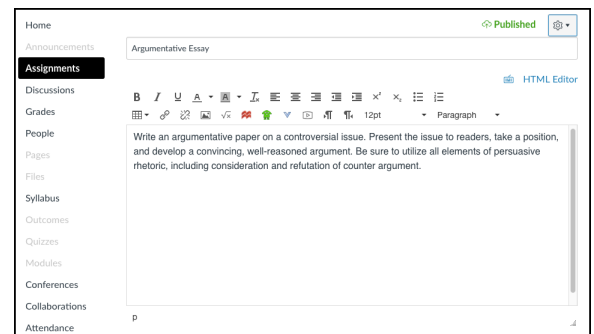 Home
Announcements
Assignments
Discussions
Grades
People
Pages
Files
Syllabus
Outcomes
Quizzes
Modules
Conferences
Collaborations
Attendance
Published
Argumentative Essay
HTML Editor
B I U A A Ix x² x₂
√x 12pt Paragraph
Write an argumentative paper on a controversial issue. Present the issue to readers, take a position,
and develop a convincing, well-reasoned argument. Be sure to utilize all elements of persuasive
rhetoric, including consideration and refutation of counter argument.
p